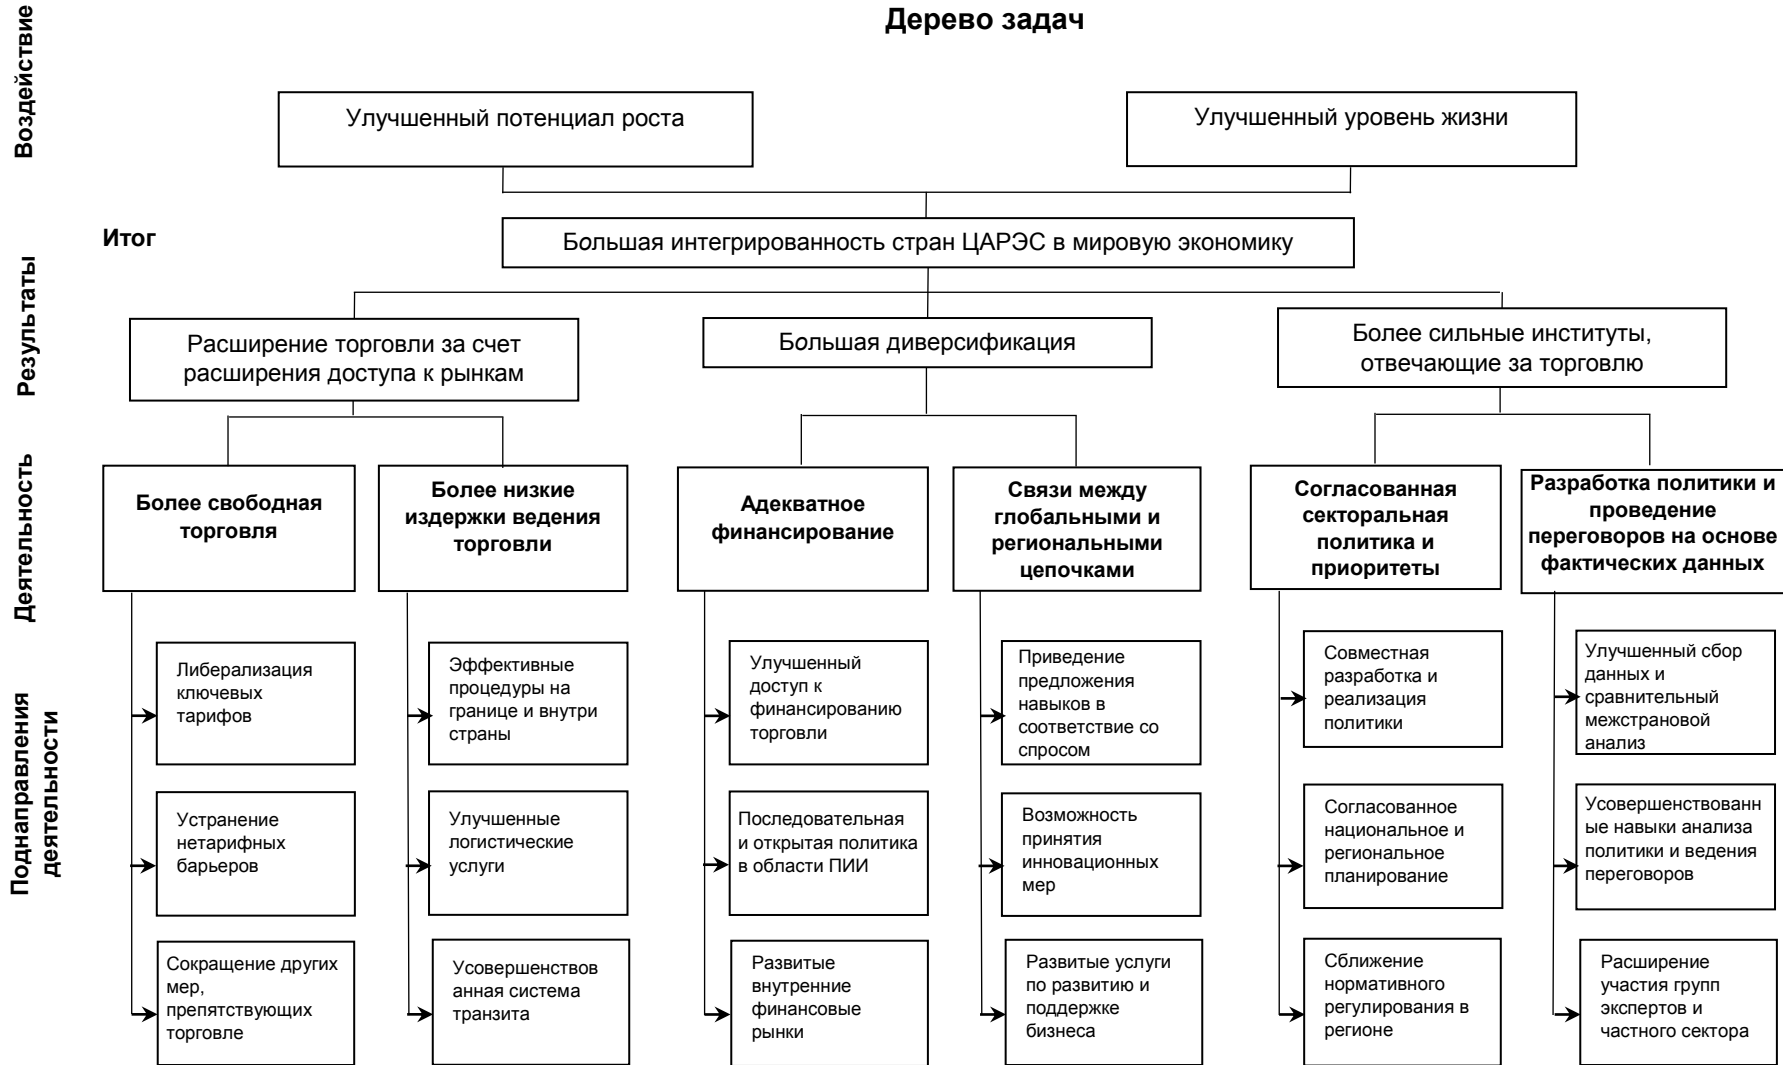 Дерево задач
Воздействие
Улучшенный потенциал роста
Улучшенный уровень жизни
Итог
Большая интегрированность стран ЦАРЭС в мировую экономику
Результаты
Расширение торговли за счет
расширения доступа к рынкам
Большая диверсификация
Более сильные институты,
отвечающие за торговлю
Деятельность
Более свободная
торговля
Более низкие
издержки ведения
торговли
Адекватное
финансирование
Связи между
глобальными и
региональными
цепочками
Согласованная
секторальная
политика и
приоритеты
Разработка политики и
проведение
переговоров на основе
фактических данных
Поднаправления
деятельности
Либерализация
ключевых
тарифов
Эффективные
процедуры на
границе и внутри
страны
Улучшенный
доступ к
финансированию
торговли
Приведение
предложения
навыков в
соответствие со
спросом
Совместная
разработка и
реализация
политики
Улучшенный сбор
данных и
сравнительный
межстрановой
анализ
Устранение
нетарифных
барьеров
Улучшенные
логистические
услуги
Последовательная
и открытая политика
в области ПИИ
Возможность
принятия
инновационных
мер
Согласованное
национальное и
региональное
планирование
Усовершенствованн
ые навыки анализа
политики и ведения
переговоров
Сокращение других
мер,
препятствующих
торговле
Усовершенствов
анная система
транзита
Развитые
внутренние
финансовые
рынки
Развитые услуги
по развитию и
поддержке
бизнеса
Сближение
нормативного
регулирования в
регионе
Расширение
участия групп
экспертов и
частного сектора